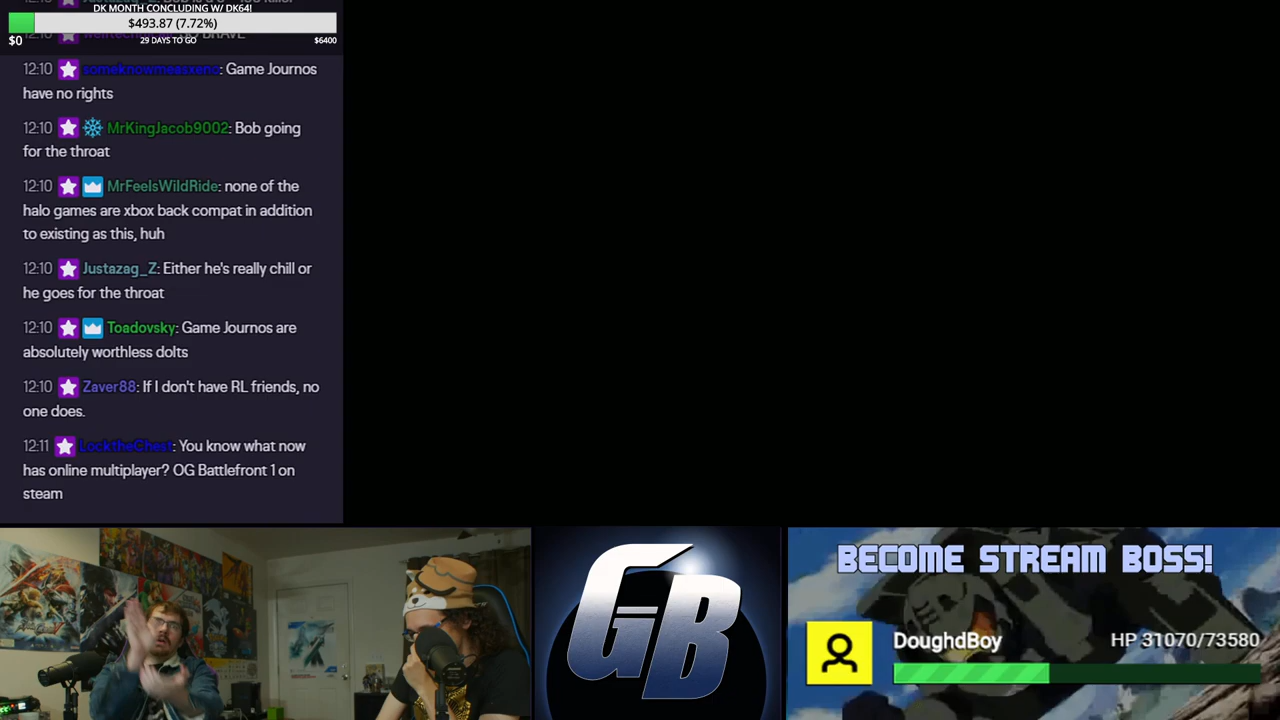 DK MONTH CONCLUDING W/ DK64!
$493.87 (7.72%)
$0
29 DAYS TO GO
$6400
someknowmeasxeno: Game Journos
12:10
have no rights
12:10 MrKingJacob9002: Bob going
for the throat
12:10 MrFeelsWildRide: none of the
halo games are xbox back compat in addition
to existing as this, huh
12:10 Justazag_Z: Either he's really chill or
he goes for the throat
12:10 Toadovsky: Game Journos are
absolutely worthless dolts
12:10 Zaver88: If I don't have RL friends, no
one does.
12:11 LocktheChest: You know what now
has online multiplayer? OG Battlefront 1 on
steam
GB
BECOME STREAM BOSS!
DoughdBoy
HP 31070/73580